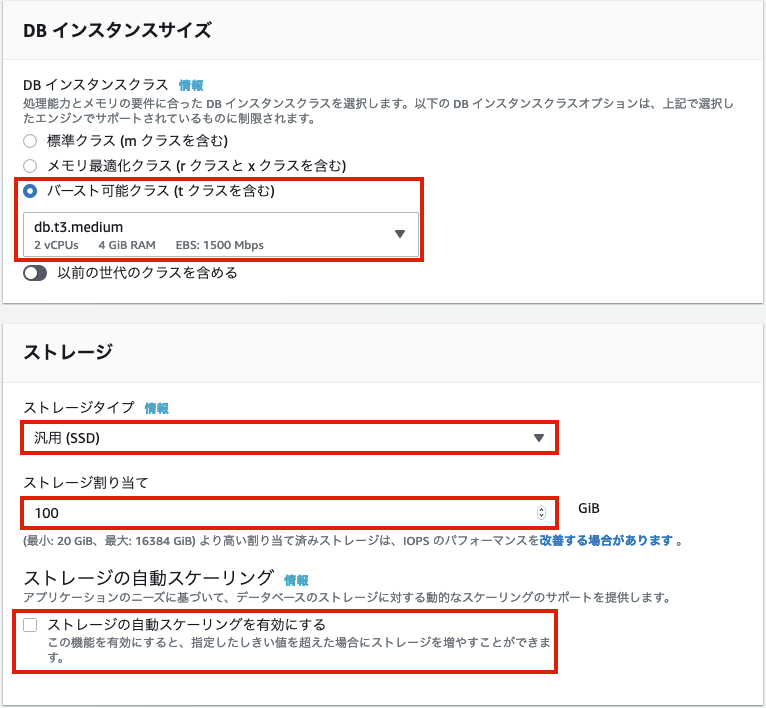 DB インスタンスサイズ
DB インスタンスクラス 情報
処理能力とメモリの要件に合った DB インスタンスクラスを選択します。以下の DB インスタンスクラスオプションは、上記で選択し
たエンジンでサポートされているものに制限されます。
標準クラス (m クラスを含む)
メモリ最適化クラス (r クラスと x クラスを含む)
バースト可能クラス (t クラスを含む)
db.t3.medium
2 vCPUs 4 GiB RAM EBS: 1500 Mbps
以前の世代のクラスを含める
ストレージ
ストレージタイプ 情報
汎用 (SSD)
ストレージ割り当て
100 GiB
(最小: 20 GiB、最大: 16384 GiB) より高い割り当て済みストレージは、IOPS のパフォーマンスを改善する場合があります 。
ストレージの自動スケーリング 情報
アプリケーションのニーズに基づいて、データベースのストレージに対する動的なスケーリングのサポートを提供します。
ストレージの自動スケーリングを有効にする
この機能を有効にすると、指定したしきい値を超えた場合にストレージを増やすことができま
す。